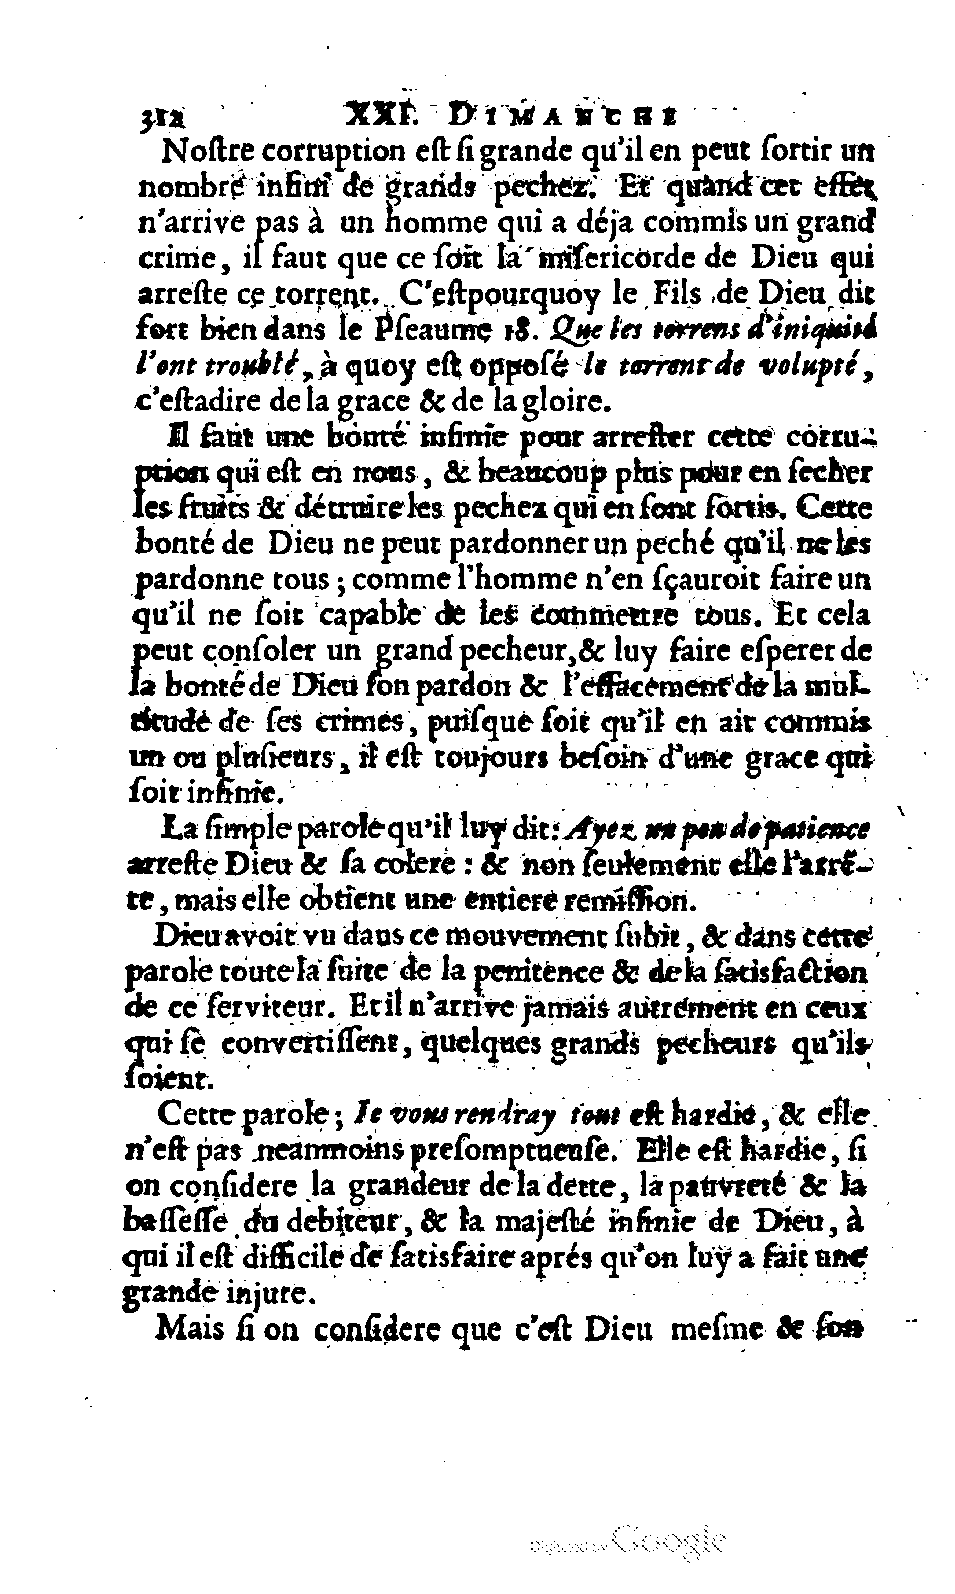 312 XXI. DIMANCHE
Noſtre corruption eſt ſi grande qu'il en peut ſortir un
nombre infini de grands pechez. Et quand cet effet
n'arrive pas à un homme qui a déja commis un grand
crime, il faut que ce ſoit la miſericorde de Dieu qui
arreſte ce torrent. C'eſtpourquoy le Fils de Dieu dit
fort bien dans le Pſeaume 18. Que les torrens d'iniquité
l'ont troublé, à quoy eſt oppoſé le torrent de volupté,
c'eſtadire de la grace & de la gloire.
Il faut une bonté infinie pour arreſter cette corru-
ption qui eſt en nous, & beaucoup plus pour en ſecher
les fruits & détruire les pechez qui en ſont ſortis. Cette
bonté de Dieu ne peut pardonner un peché qu'il ne les
pardonne tous ; comme l'homme n'en ſçauroit faire un
qu'il ne ſoit capable de les commettre tous. Et cela
peut conſoler un grand pecheur, & luy faire eſperer de
la bonté de Dieu ſon pardon & l'effacement de la mul-
titude de ſes crimes, puiſque ſoit qu'il en ait commis
un ou pluſieurs, il eſt toujours beſoin d'une grace qui
ſoit infinie.
La ſimple parole qu'il luy dit : Ayez un peu de patience
arreſte Dieu & ſa colere : & non ſeulement elle l'arrê-
te, mais elle obtient une entiere remiſſion.
Dieu avoit vu dans ce mouvement ſubit, & dans cette
parole toute la ſuite de la penitence & de la ſatisfaction
de ce ſerviteur. Et il n'arrive jamais autrement en ceux
qui ſe convertiſſent, quelques grands pecheurs qu'ils
ſoient.
Cette parole ; Ie vous rendray tout eſt hardie, & elle
n'eſt pas neanmoins preſomptueuſe. Elle eſt hardie, ſi
on conſidere la grandeur de la dette, la pauvreté & la
baſſeſſe du debiteur, & la majeſté infinie de Dieu, à
qui il eſt difficile de ſatisfaire aprés qu'on luy a fait une
grande injure.
Mais ſi on conſidere que c'eſt Dieu meſme & ſon
Google